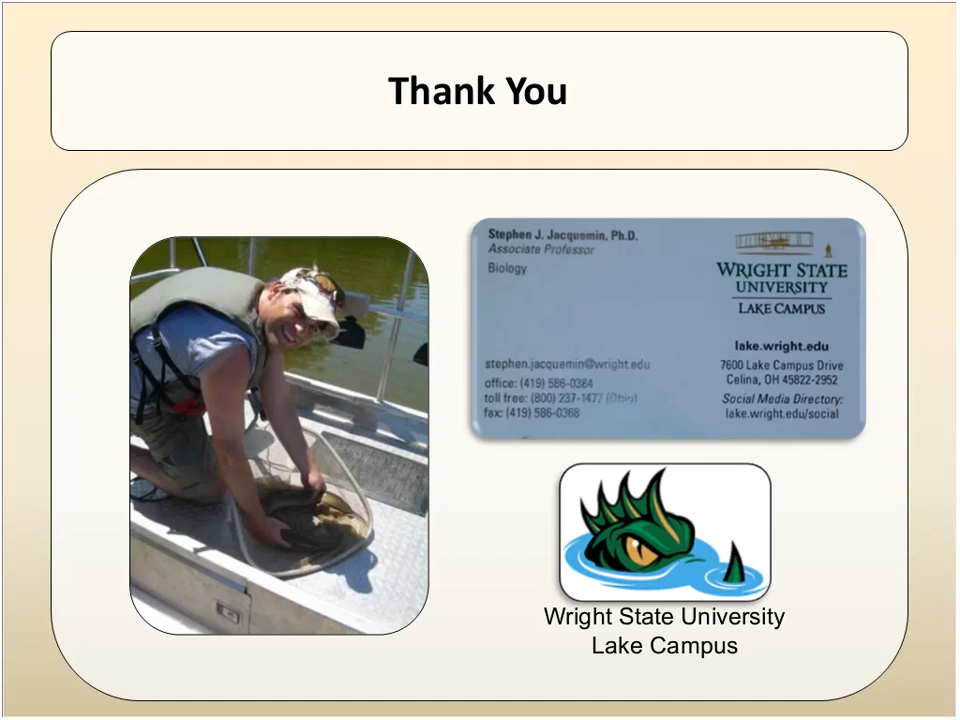 Thank You
Stephen J. Jacquemin, Ph.D.
Associate Professor
Biology
WRIGHT STATE
UNIVERSITY
LAKE CAMPUS
lake.wright.edu
stephen.jacquemin@wright.edu
7600 Lake Campus Drive
Celina, OH 45822-2952
office: (419) 586-0384
toll free: (800) 237-1477 (Ohio)
fax: (419) 586-0368
Social Media Directory:
lake.wright.edu/social
Wright State University
Lake Campus